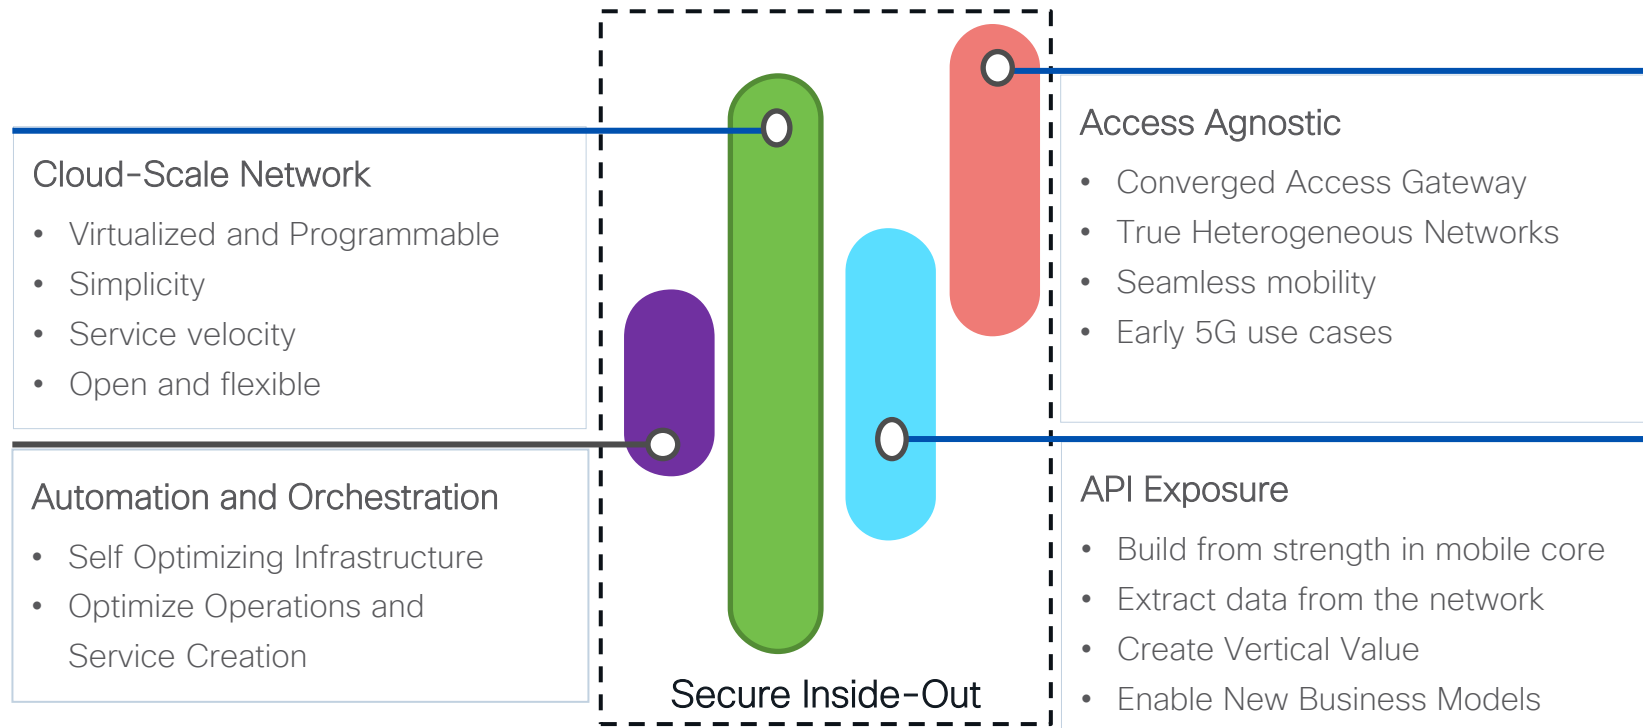 Cloud-Scale Network
• Virtualized and Programmable
• Simplicity
• Service velocity
• Open and flexible
Automation and Orchestration
• Self Optimizing Infrastructure
• Optimize Operations and
Service Creation
Secure Inside-Out
Access Agnostic
• Converged Access Gateway
• True Heterogeneous Networks
• Seamless mobility
• Early 5G use cases
API Exposure
• Build from strength in mobile core
• Extract data from the network
• Create Vertical Value
• Enable New Business Models